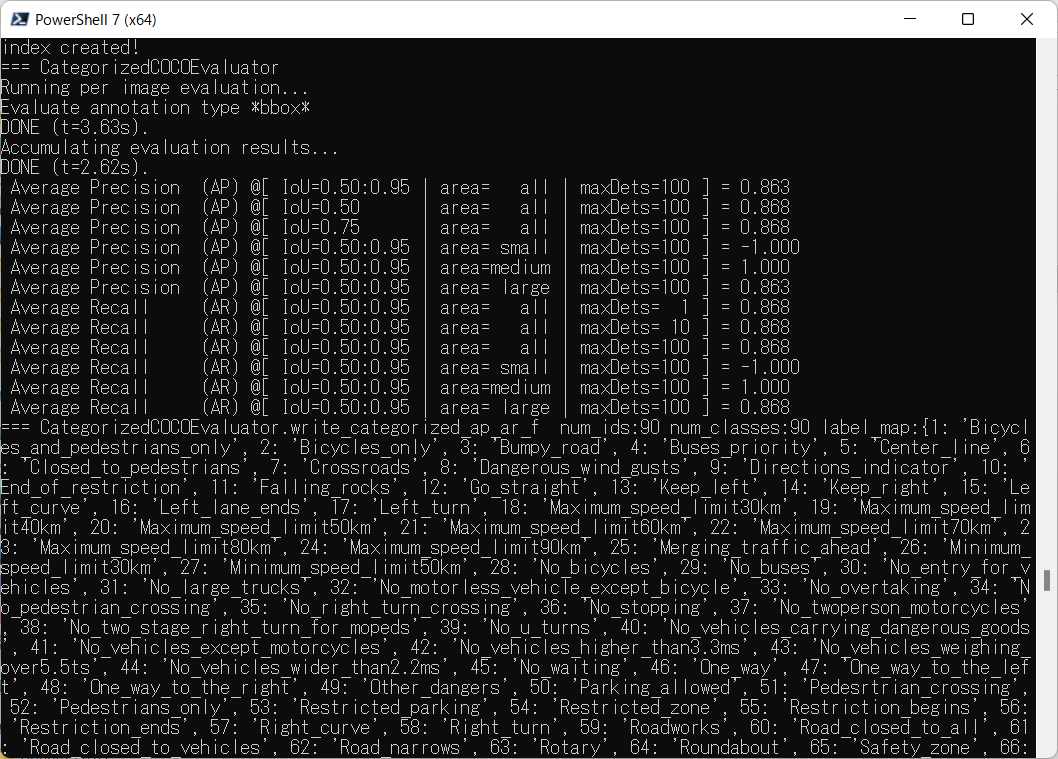 PowerShell 7 (x64)
index created!
=== CategorizedCOCOEvaluator
Running per image evaluation...
Evaluate annotation type *bbox*
DONE (t=3.63s).
Accumulating evaluation results...
DONE (t=2.62s).
Average Precision  (AP) @[ IoU=0.50:0.95 | area=   all | maxDets=100 ] = 0.863
Average Precision  (AP) @[ IoU=0.50      | area=   all | maxDets=100 ] = 0.868
Average Precision  (AP) @[ IoU=0.75      | area=   all | maxDets=100 ] = 0.868
Average Precision  (AP) @[ IoU=0.50:0.95 | area= small | maxDets=100 ] = -1.000
Average Precision  (AP) @[ IoU=0.50:0.95 | area=medium | maxDets=100 ] = 1.000
Average Precision  (AP) @[ IoU=0.50:0.95 | area= large | maxDets=100 ] = 0.863
Average Recall     (AR) @[ IoU=0.50:0.95 | area=   all | maxDets=  1 ] = 0.868
Average Recall     (AR) @[ IoU=0.50:0.95 | area=   all | maxDets= 10 ] = 0.868
Average Recall     (AR) @[ IoU=0.50:0.95 | area=   all | maxDets=100 ] = 0.868
Average Recall     (AR) @[ IoU=0.50:0.95 | area= small | maxDets=100 ] = -1.000
Average Recall     (AR) @[ IoU=0.50:0.95 | area=medium | maxDets=100 ] = 1.000
Average Recall     (AR) @[ IoU=0.50:0.95 | area= large | maxDets=100 ] = 0.868
=== CategorizedCOCOEvaluator.write_categorized_ap_ar_f  num_ids:90 num_classes:90 label_map:{1: 'Bicycl
es_and_pedestrians_only', 2: 'Bicycles_only', 3: 'Bumpy_road', 4: 'Buses_priority', 5: 'Center_line', 6
: 'Closed_to_pedestrians', 7: 'Crossroads', 8: 'Dangerous_wind_gusts', 9: 'Directions_indicator', 10: '
End_of_restriction', 11: 'Falling_rocks', 12: 'Go_straight', 13: 'Keep_left', 14: 'Keep_right', 15: 'Le
ft_curve', 16: 'Left_lane_ends', 17: 'Left_turn', 18: 'Maximum_speed_limit30km', 19: 'Maximum_speed_lim
it40km', 20: 'Maximum_speed_limit50km', 21: 'Maximum_speed_limit60km', 22: 'Maximum_speed_limit70km', 2
3: 'Maximum_speed_limit80km', 24: 'Maximum_speed_limit90km', 25: 'Merging_traffic_ahead', 26: 'Minimum_
speed_limit30km', 27: 'Minimum_speed_limit50km', 28: 'No_bicycles', 29: 'No_buses', 30: 'No_entry_for_v
ehicles', 31: 'No_large_trucks', 32: 'No_motorless_vehicle_except_bicycle', 33: 'No_overtaking', 34: 'N
o_pedestrian_crossing', 35: 'No_right_turn_crossing', 36: 'No_stopping', 37: 'No_twoperson_motorcycles'
, 38: 'No_two_stage_right_turn_for_mopeds', 39: 'No_u_turns', 40: 'No_vehicles_carrying_dangerous_goods
', 41: 'No_vehicles_except_motorcycles', 42: 'No_vehicles_higher_than3.3ms', 43: 'No_vehicles_weighing_
over5.5ts', 44: 'No_vehicles_wider_than2.2ms', 45: 'No_waiting', 46: 'One_way', 47: 'One_way_to_the_lef
t', 48: 'One_way_to_the_right', 49: 'Other_dangers', 50: 'Parking_allowed', 51: 'Pedesrtrian_crossing',
52: 'Pedestrians_only', 53: 'Restricted_parking', 54: 'Restricted_zone', 55: 'Restriction_begins', 56:
'Restriction_ends', 57: 'Right_curve', 58: 'Right_turn', 59: 'Roadworks', 60: 'Road_closed_to_all', 61
: 'Road_closed_to_vehicles', 62: 'Road_narrows', 63: 'Rotary', 64: 'Roundabout', 65: 'Safety_zone', 66: